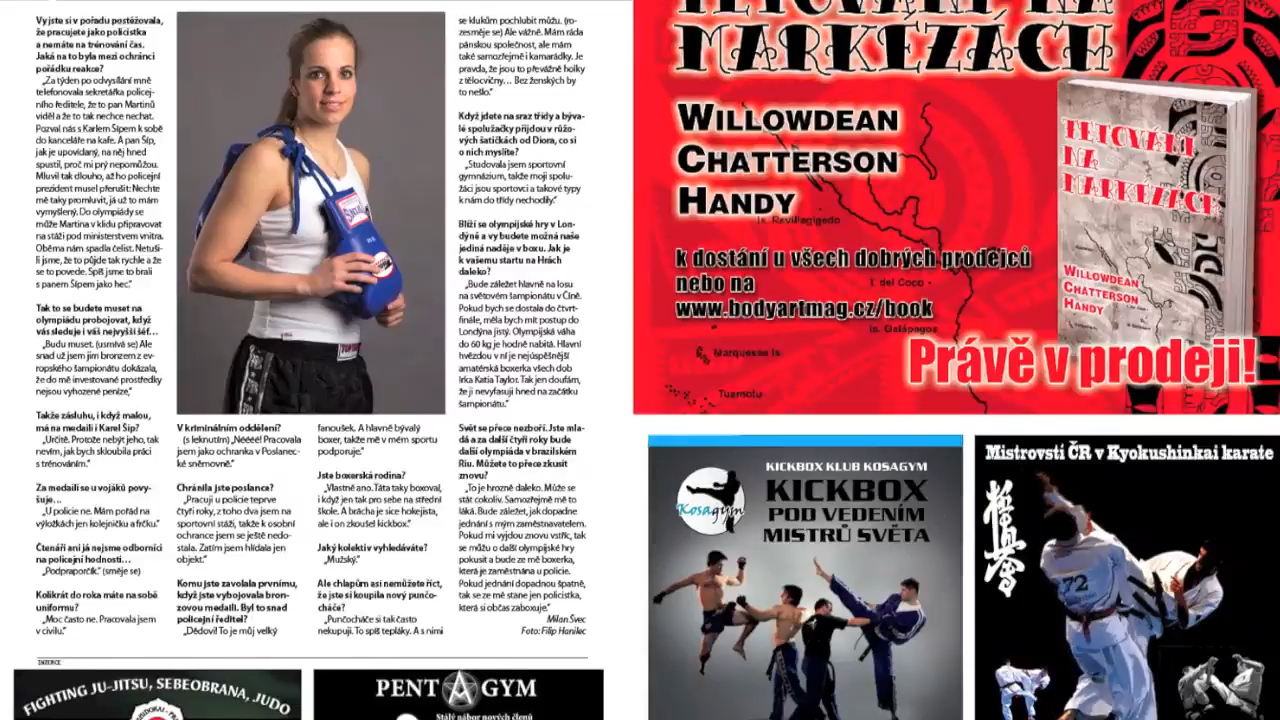 Vy jste si v pořadu postěžovala,
že pracujete jako policistka
a nemáte na trénování čas.
Jaká na to byla mezi ochránci
pořádku reakce?
„Za týden po odvysílání mně
telefonovala sekretářka policej-
ního ředitele, že to pan Martinů
viděl a že to tak nechce nechat.
Pozval nás s Karlem Šípem k sobě
do kanceláře na kafe. A pan Šíp,
jak je upovídaný, na něj hned
spustil, proč mi prý nepomůžou.
Mluvil tak dlouho, až ho policejní
prezident musel přerušit: Nechte
mě taky promluvit, já už to mám
vymyšlený. Do olympiády se
může Martina v klidu připravovat
na stáži pod ministerstvem vnitra.
Oběma nám spadla čelist. Netuši-
li jsme, že to půjde tak rychle a že
se to povede. Spíš jsme to brali
s panem Šípem jako hec.“
Tak to se budete muset na
olympiádu probojovat, když
vás sleduje i váš nejvyšší šéf…
„Budu muset. (usmívá se) Ale
snad už jsem jim bronzem z ev-
ropského šampionátu dokázala,
že do mě investované prostředky
nejsou vyhozené peníze,“
Takže zásluhu, i když malou,
má na medaili i Karel Šíp?
„Určitě. Protože nebýt jeho, tak
nevím, jak bych skloubila práci
s trénováním.“
Za medaili se u vojáků povy-
šuje…
„U policie ne. Mám pořád na
výložkách jen kolejničku a frčku.“
Čtenáři ani já nejsme odborníci
na policejní hodnosti…
„Podpraporčík.“ (směje se)
Kolikrát do roka máte na sobě
uniformu?
„Moc často ne. Pracovala jsem
v civilu.“
V kriminálním oddělení?
(s leknutím) „Néééé! Pracovala
jsem jako ochranka v Poslanec-
ké sněmovně.“
Chránila jste poslance?
„Pracuji u policie teprve
čtyři roky, z toho dva jsem na
sportovní stáži, takže k osobní
ochrance jsem se ještě nedo-
stala. Zatím jsem hlídala jen
objekt.“
Komu jste zavolala prvnímu,
když jste vybojovala bron-
zovou medaili. Byl to snad
policejní ředitel?
„Dědovi! To je můj velký
fanoušek. A hlavně bývalý
boxer, takže mě v mém sportu
podporuje.“
Jste boxerská rodina?
„Vlastně ano. Táta taky boxoval,
i když jen tak pro sebe na střední
škole. A brácha je sice hokejista,
ale i on zkoušel kickbox.“
Jaký kolektiv vyhledáváte?
„Mužský.“
Ale chlapům asi nemůžete říct,
že jste si koupila nový punčo-
cháče?
„Punčocháče si tak často
nekupuji. To spíš tepláky. A s nimi
se klukům pochlubit můžu. (ro-
zesměje se) Ale vážně. Mám ráda
pánskou společnost, ale mám
také samozřejmě i kamarádky. Je
pravda, že jsou to převážně holky
z tělocvičny… Bez ženských by
to nešlo.“
Když jdete na sraz třídy a býva-
lé spolužačky přijdou v růžo-
vých šatičkách od Diora, co si
o nich myslíte?
„Studovala jsem sportovní
gymnázium, takže moji spolu-
žáci jsou sportovci a takové typy
k nám do třídy nechodily.“
Blíží se olympijské hry v Lon-
dýně a vy budete možná naše
jediná naděje v boxu. Jak je
k vašemu startu na Hrách
daleko?
„Bude záležet hlavně na losu
na světovém šampionátu v Číně.
Pokud bych se dostala do čtvrt-
finále, měla bych mít postup do
Londýna jistý. Olympijská váha
do 60 kg je hodně nabitá. Hlavní
hvězdou v ní je nejúspěšnější
amatérská boxerka všech dob
Irka Katia Taylor. Tak jen doufám,
že ji nevyfasuji hned na začátku
šampionátu.“
Svět se přece nezboří. Jste mla-
dá a za další čtyři roky bude
další olympiáda v brazilském
Riu. Můžete to přece zkusit
znovu?
„To je hrozně daleko. Může se
stát cokoliv. Samozřejmě mě to
láká. Bude záležet, jak dopadne
jednání s mým zaměstnavatelem.
Pokud mi vyjdou znovu vstříc, tak
se můžu o další olympijské hry
pokusit a bude ze mě boxerka,
která je zaměstnaná u policie.
Pokud jednání dopadnou špatně,
tak se ze mě stane jen policistka,
která si občas zaboxuje.“
Milan Švec
Foto: Filip Hanilec
INZERCE
FIGHTING JU-JITSU, SEBEOBRANA, JUDO
PENTAGYM
Stálý nábor nových členů
TETOVÁNÍ NA
MARKÉZÁCH
WILLOWDEAN
CHATTERSON
HANDY
Is. Revillagigedo
k dostání u všech dobrých prodejců
nebo na
I. del Coco
www.bodyartmag.cz/book
Is. Galápagos
Marquesas Is
Tuamotu
TETOVÁNÍ
NA
MARKÉZÁCH
WILLOWDEAN
CHATTERSON
HANDY
Právě v prodeji!
KICKBOX KLUB KOSAGYM
KICKBOX
POD VEDENÍM
MISTRŮ SVĚTA
Kosagym
Mistrovství ČR v Kyokushinkai karate
極真会
72